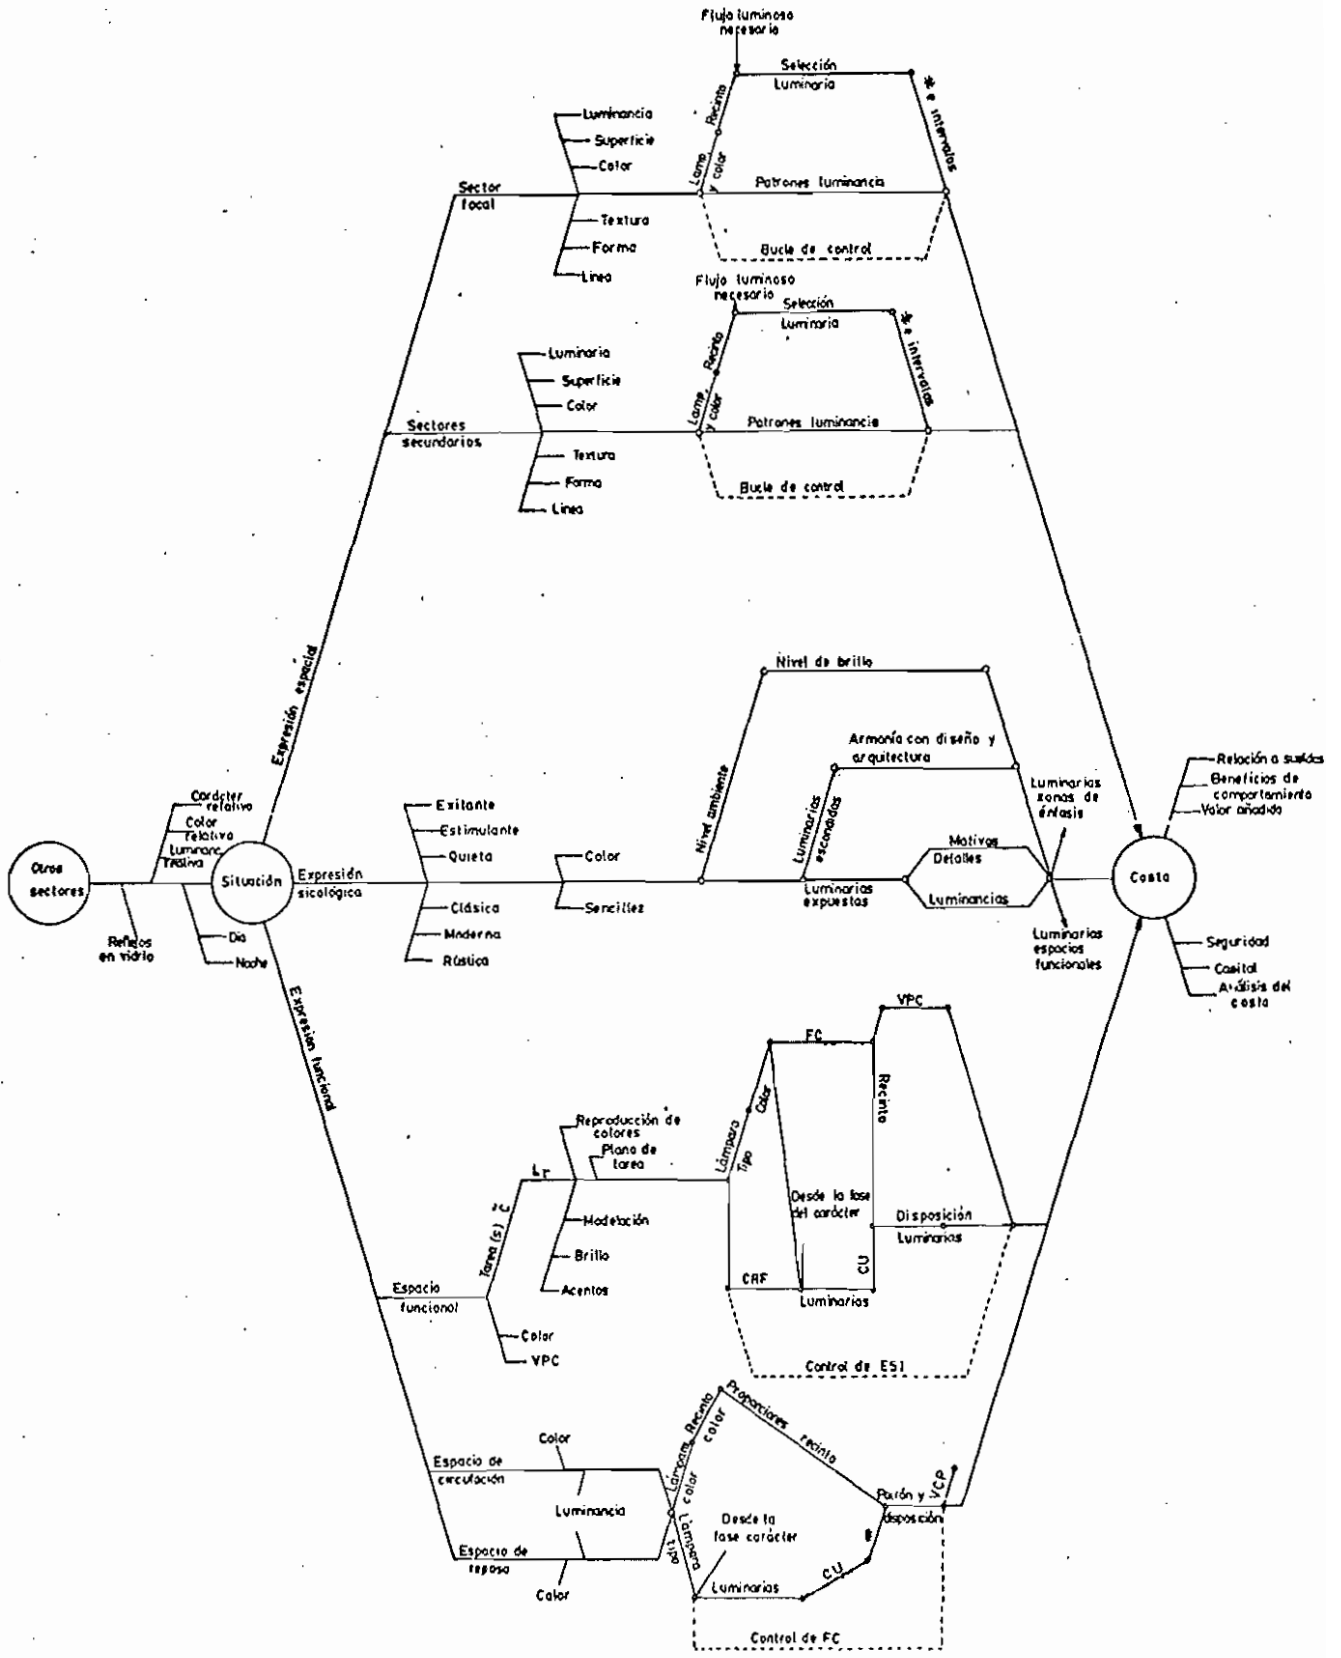 Flujo luminoso
necesario
Selección
Luminaria
Recinto
Lamp.
y color
# e intervalos
Luminancia
Superficie
Color
Sector
focal
Patrones luminancia
Textura
Forma
Linea
Bucle de control
Flujo luminoso
necesario
Selección
Luminaria
Recinto
Lamp.
y color
# e intervalos
Luminaria
Superficie
Color
Sectores
secundarios
Patrones luminancia
Textura
Forma
Linea
Bucle de control
Expresión espacial
Nivel de brillo
Armonía con diseño y
arquitectura
Nivel ambiente
Luminarias
escondidas
Luminarias
zonas de
énfasis
Relación a sueldos
Beneficios de
comportamiento
Valor añadido
Carácter
relativo
Color
relativo
Luminanc.
relativa
Exitante
Estimulante
Quieta
Color
Motivos
Detalles
Otros
sectores
Situación
Expresión
sicológica
Costo
Luminarias
expuestas
Luminancias
Clásica
Moderna
Rústica
Sencillez
Reflejos
en vidrio
Dia
Noche
Luminarias
espacios
funcionales
Seguridad
Capital
Análisis del
costo
Expresion funcional
VPC
FC
Recinto
Color
Lámpara
Tipo
Reproducción de
colores
Plano de
tarea
Lr
Tarea (s) C
Desde la fase
del carácter
Disposición
Luminarias
Modelación
Brillo
Acentos
CRF
CU
Luminarias
Espacio
funcional
Color
VPC
Control de ESI
Proporciones
recinto
Recinto
color
Lámpara
color
Color
Espacio de
circulación
Luminancia
Patrón y
disposición
VCP
Desde la
fase carácter
Lámpara
tipo
Espacio de
reposo
Color
Luminarias
CU
Control de FC